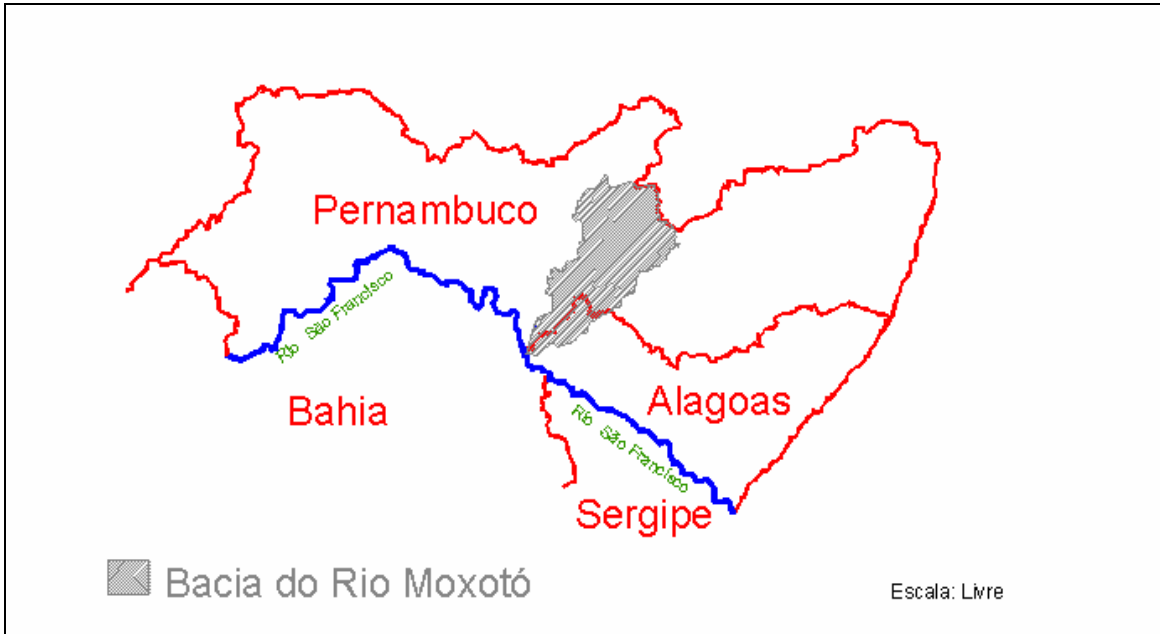 Pernambuco
Rio São Francisco
Bahia
Alagoas
Rio São Francisco
Sergipe
Bacia do Rio Moxotó
Escala: Livre